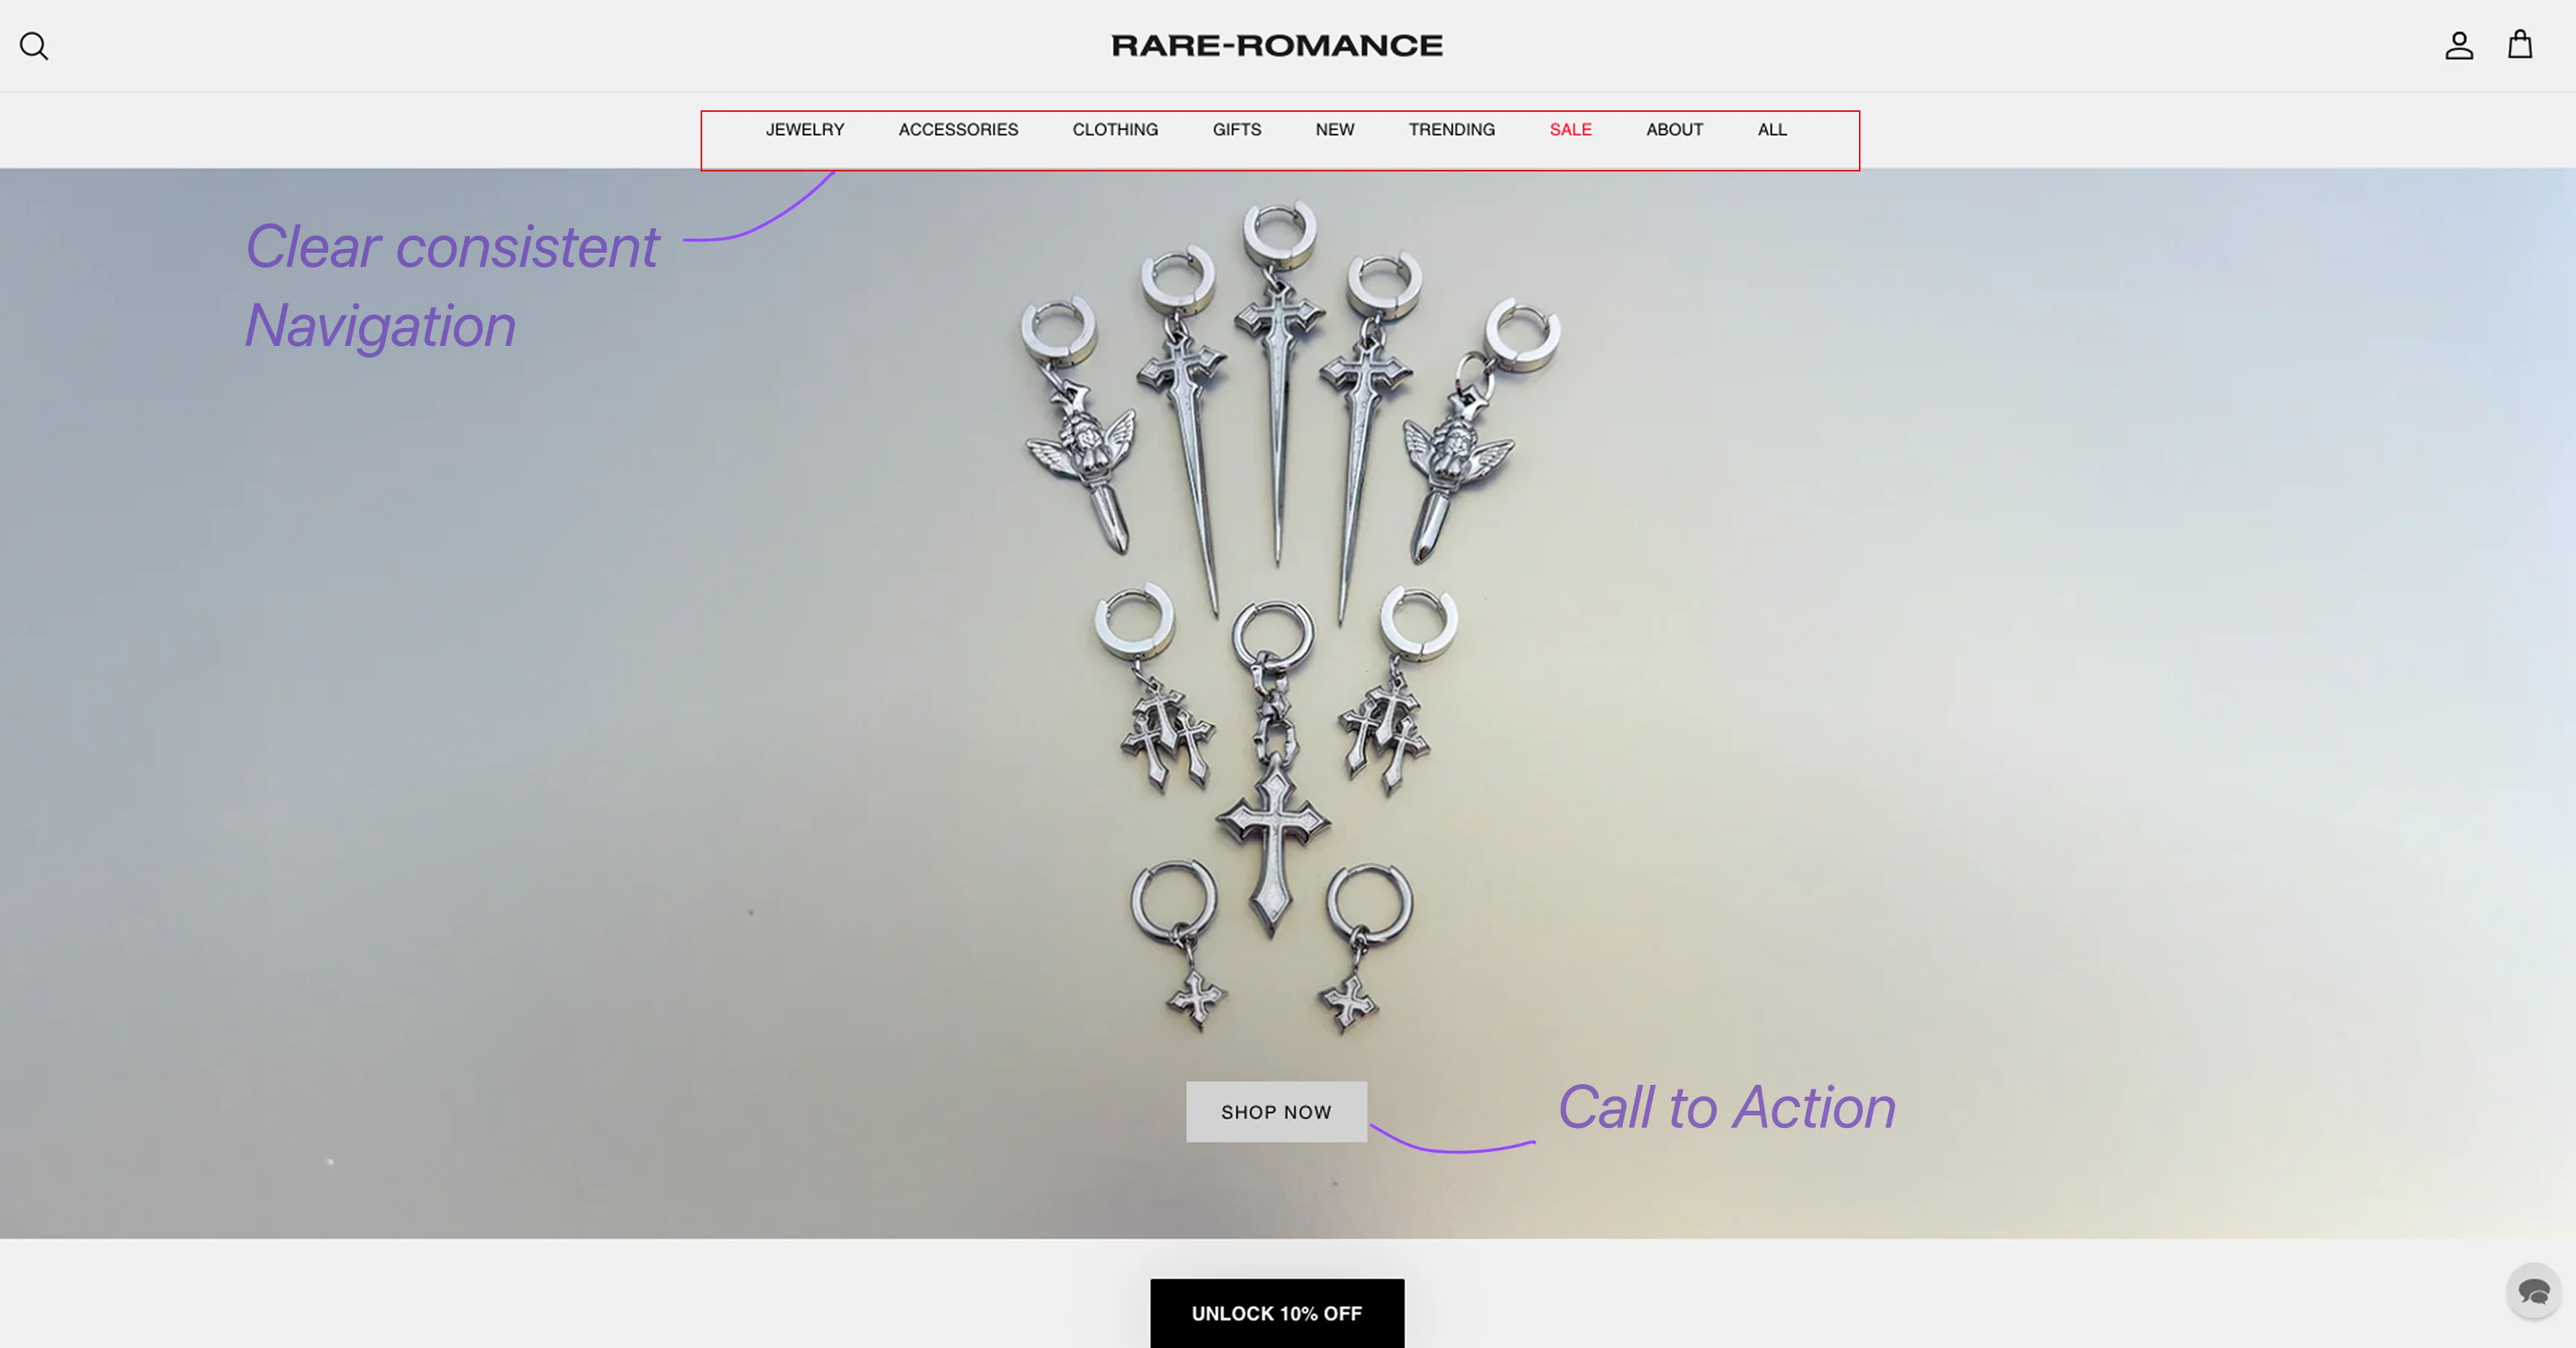 RARE-ROMANCE
JEWELRY ACCESSORIES CLOTHING GIFTS NEW TRENDING SALE ABOUT ALL
Clear consistent
Navigation
SHOP NOW
Call to Action
UNLOCK 10% OFF